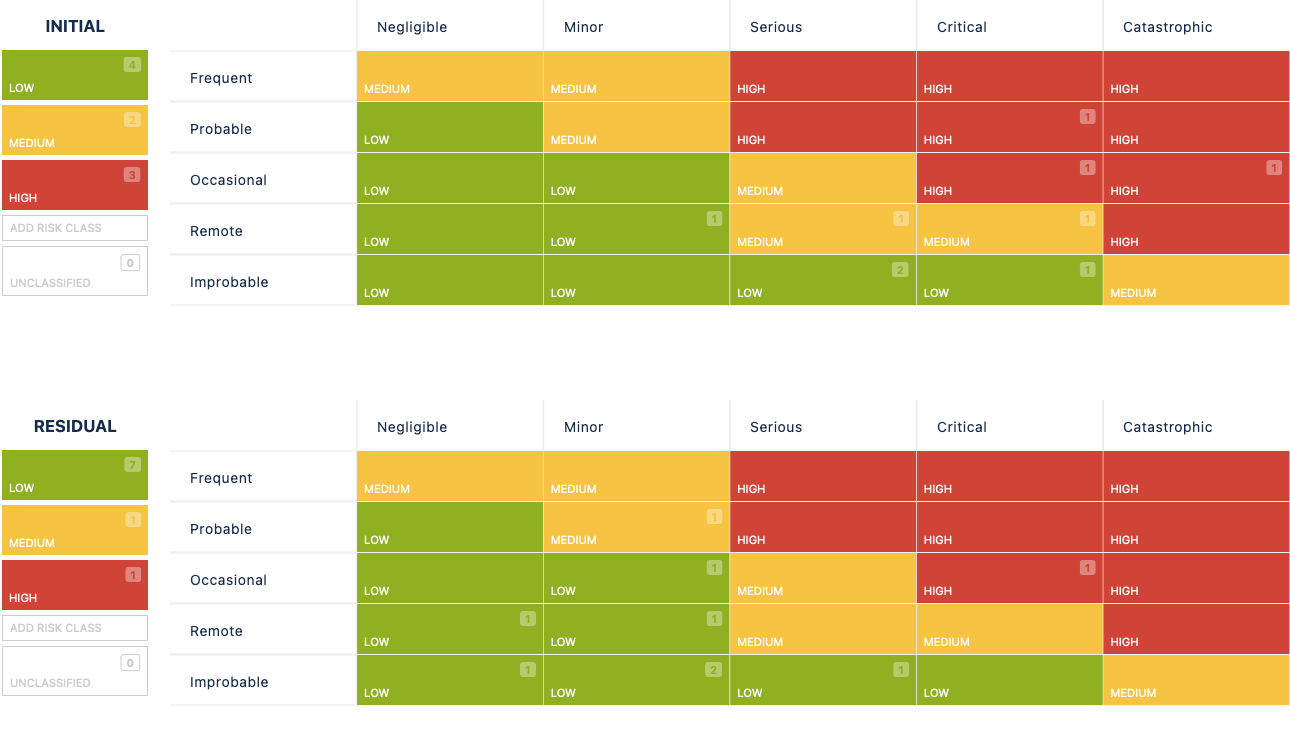 INITIAL Negligible Minor Serious Critical Catastrophic
4
LOW
Frequent MEDIUM MEDIUM HIGH HIGH HIGH
2
MEDIUM
Probable LOW MEDIUM HIGH 1 HIGH HIGH
3
HIGH
Occasional LOW LOW MEDIUM 1 HIGH 1 HIGH
ADD RISK CLASS
Remote LOW 1 LOW 1 MEDIUM 1 MEDIUM HIGH
0
UNCLASSIFIED
Improbable LOW LOW 2 LOW 1 LOW MEDIUM
RESIDUAL Negligible Minor Serious Critical Catastrophic
7
LOW
Frequent MEDIUM MEDIUM HIGH HIGH HIGH
1
MEDIUM
Probable LOW 1 MEDIUM HIGH HIGH HIGH
1
HIGH
Occasional LOW 1 LOW MEDIUM 1 HIGH HIGH
ADD RISK CLASS
Remote 1 LOW 1 LOW MEDIUM MEDIUM HIGH
0
UNCLASSIFIED
Improbable 1 LOW 2 LOW 1 LOW LOW MEDIUM